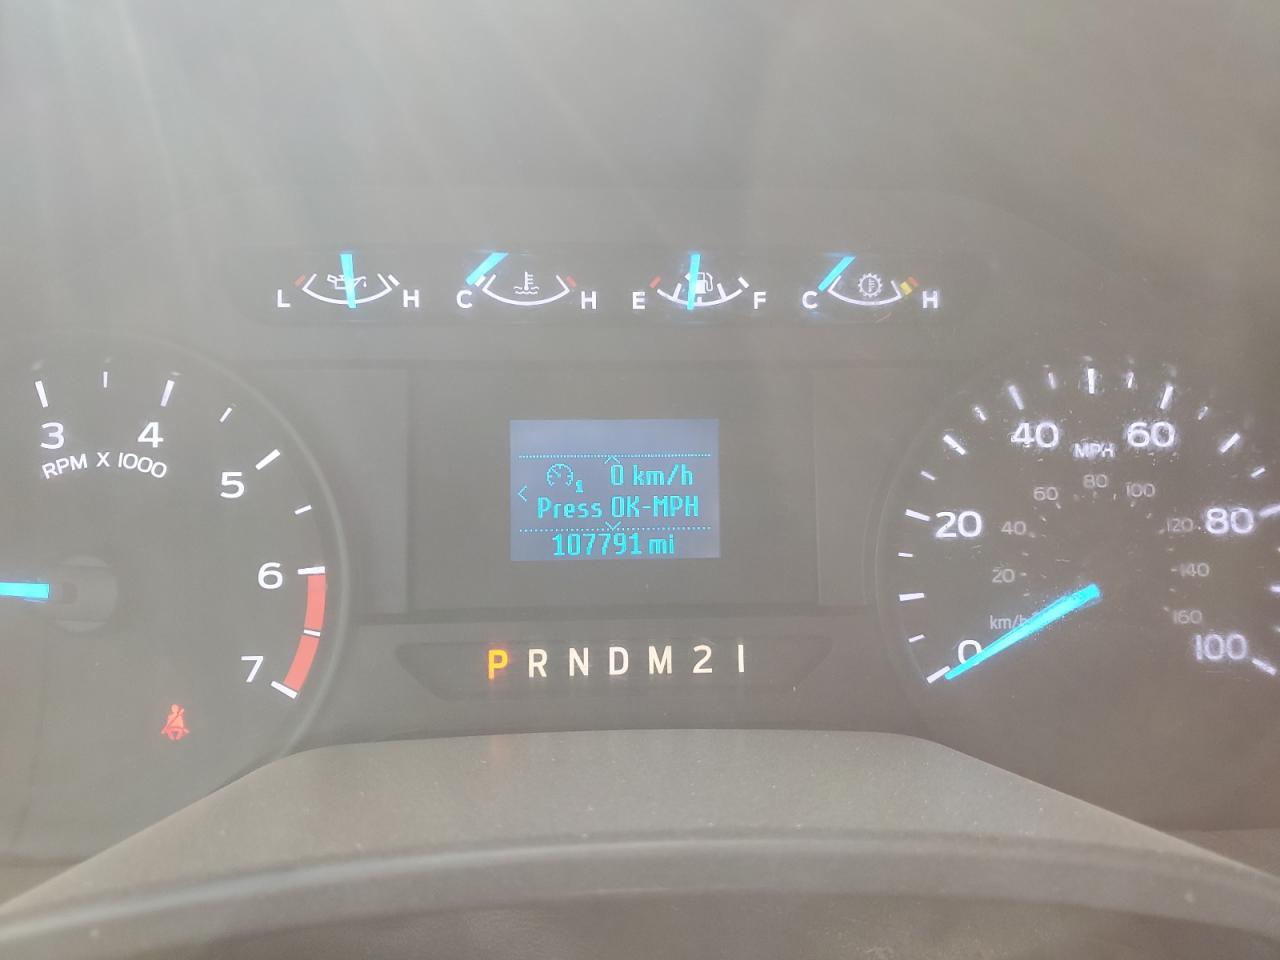 L H C H E F C H
3 4 5 6 7
RPM X 1000
0 km/h
Press OK-MPH
107791 mi
P R N D M 2 1
0 20 40 60 80 100
MPH
20 40 60 80 100 120 140 160
km/h